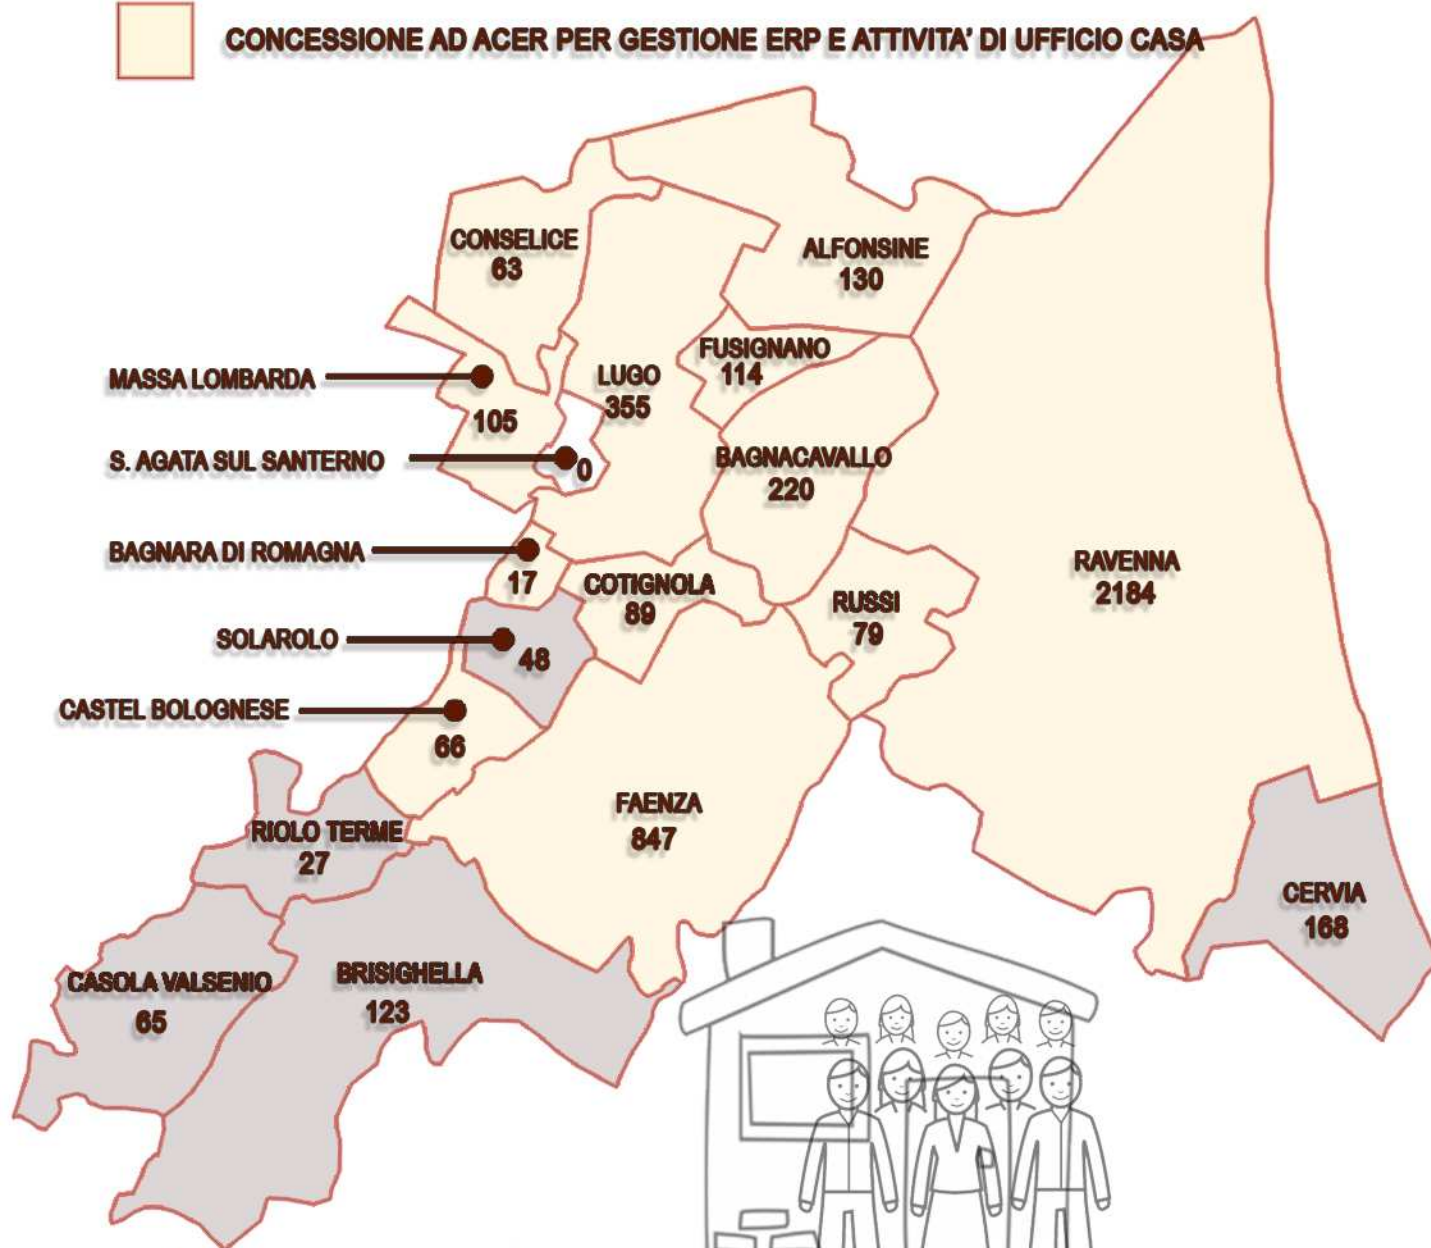 CONCESSIONE AD ACER PER GESTIONE ERP E ATTIVITA' DI UFFICIO CASA
CONSELICE
63
ALFONSINE
130
FUSIGNANO
114
MASSA LOMBARDA
105
LUGO
355
S. AGATA SUL SANTERNO
0
BAGNACAVALLO
220
BAGNARA DI ROMAGNA
17
COTIGNOLA
89
RUSSI
79
RAVENNA
2184
SOLAROLO
48
CASTEL BOLOGNESE
66
FAENZA
847
RIOLO TERME
27
CERVIA
168
CASOLA VALSENIO
65
BRISIGHELLA
123